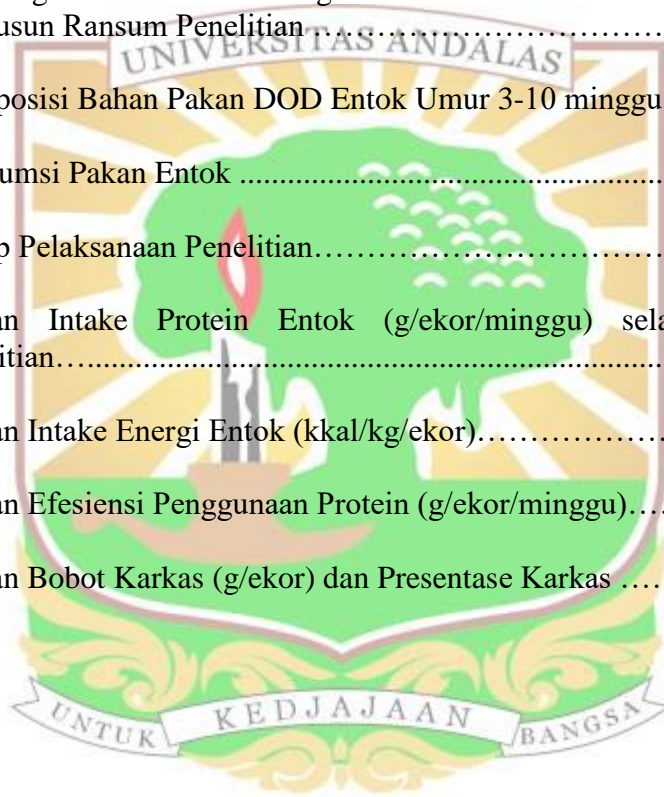 usun Ransum Penelitian ……………………………
UNIVERSITAS ANDALAS
posisi Bahan Pakan DOD Entok Umur 3-10 minggu
umsi Pakan Entok ...........................................................
p Pelaksanaan Penelitian……………………………
an Intake Protein Entok (g/ekor/minggu) sela
itian…...........................................................................
an Intake Energi Entok (kkal/kg/ekor)………………
an Efesiensi Penggunaan Protein (g/ekor/minggu)….
an Bobot Karkas (g/ekor) dan Presentase Karkas …..
UNTUK KEDJAJAAN BANGSA